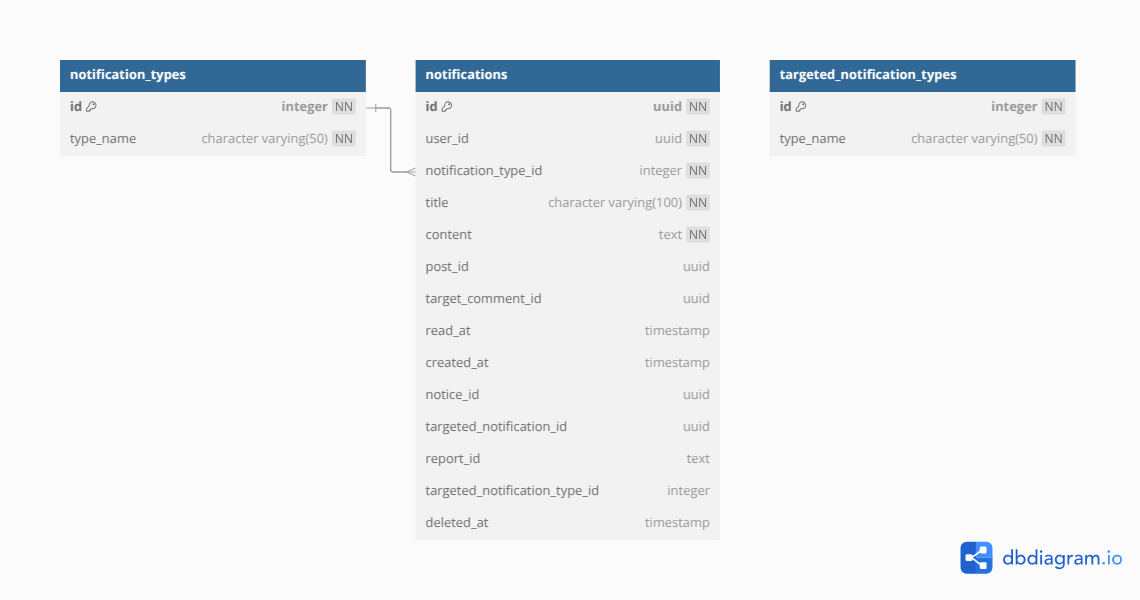 notification_types
id integer NN
type_name character varying(50) NN
notifications
id uuid NN
user_id uuid NN
notification_type_id integer NN
title character varying(100) NN
content text NN
post_id uuid
target_comment_id uuid
read_at timestamp
created_at timestamp
notice_id uuid
targeted_notification_id uuid
report_id text
targeted_notification_type_id integer
deleted_at timestamp
targeted_notification_types
id integer NN
type_name character varying(50) NN
dbdiagram.io